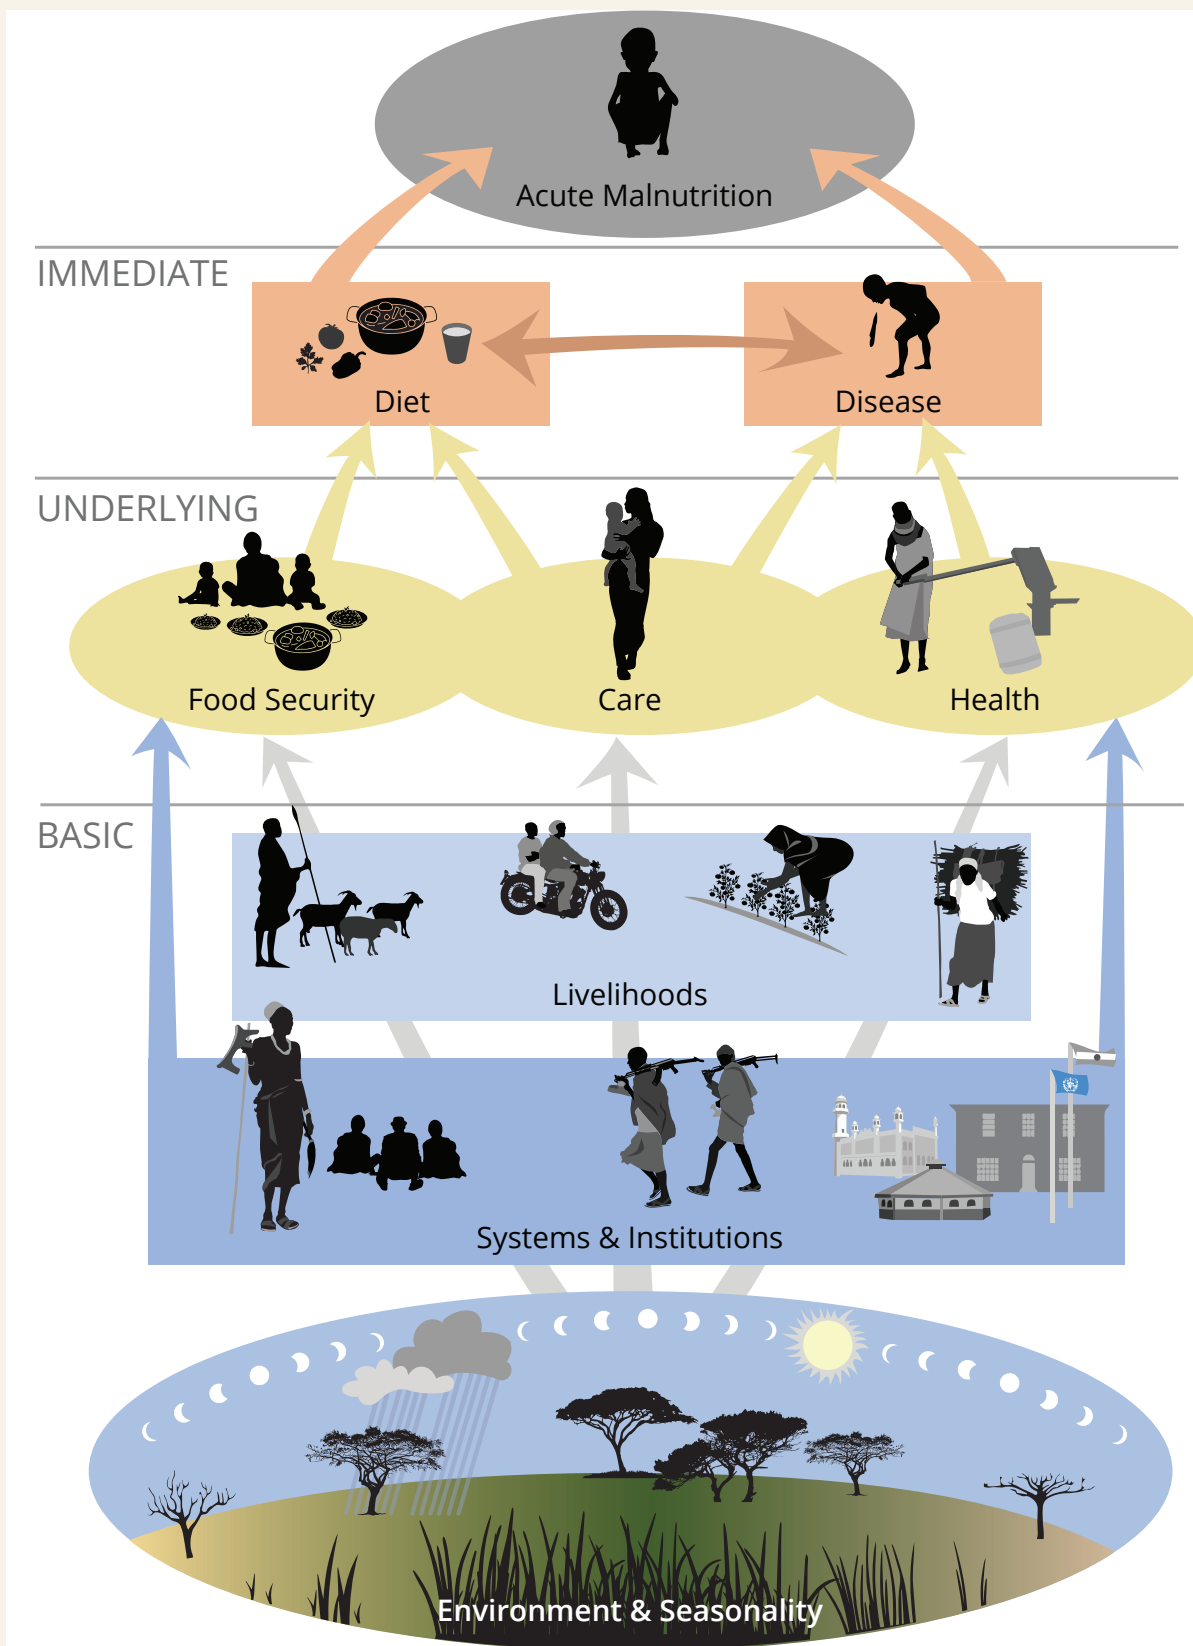 Acute Malnutrition
IMMEDIATE
Diet
Disease
UNDERLYING
Food Security
Care
Health
BASIC
Livelihoods
Systems & Institutions
Environment & Seasonality